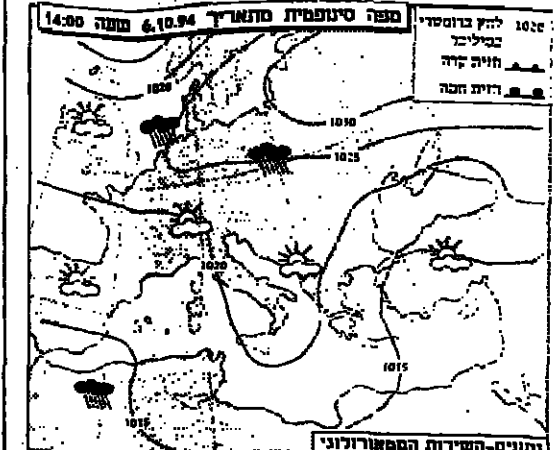 מפה סינופטית מתאריך 6.10.94 משעה 14:00
1020 לחץ ברומטרי
במיליבר
חזית קרה
חזית חמה
1020
1030
1025
1020
1015
1015
נתונים-השירות המטאורולוגי